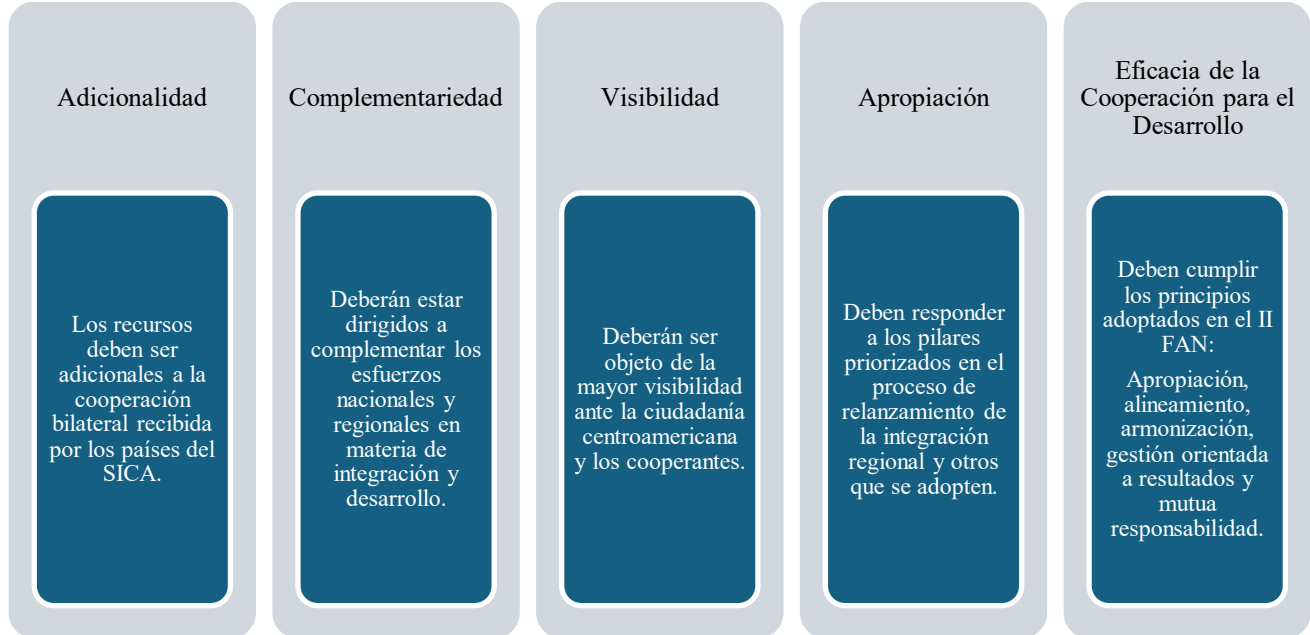 Adicionalidad
Los recursos
deben ser
adicionales a la
cooperación
bilateral recibida
por los países del
SICA.
Complementariedad
Deberán estar
dirigidos a
complementar los
esfuerzos
nacionales y
regionales en
materia de
integración y
desarrollo.
Visibilidad
Deberán ser
objeto de la
mayor visibilidad
ante la ciudadanía
centroamericana
y los cooperantes.
Apropiación
Deben responder
a los pilares
priorizados en el
proceso de
relanzamiento de
la integración
regional y otros
que se adopten.
Eficacia de la
Cooperación para el
Desarrollo
Deben cumplir
los principios
adoptados en el II
FAN:
Apropiación,
alineamiento,
armonización,
gestión orientada
a resultados y
mutua
responsabilidad.